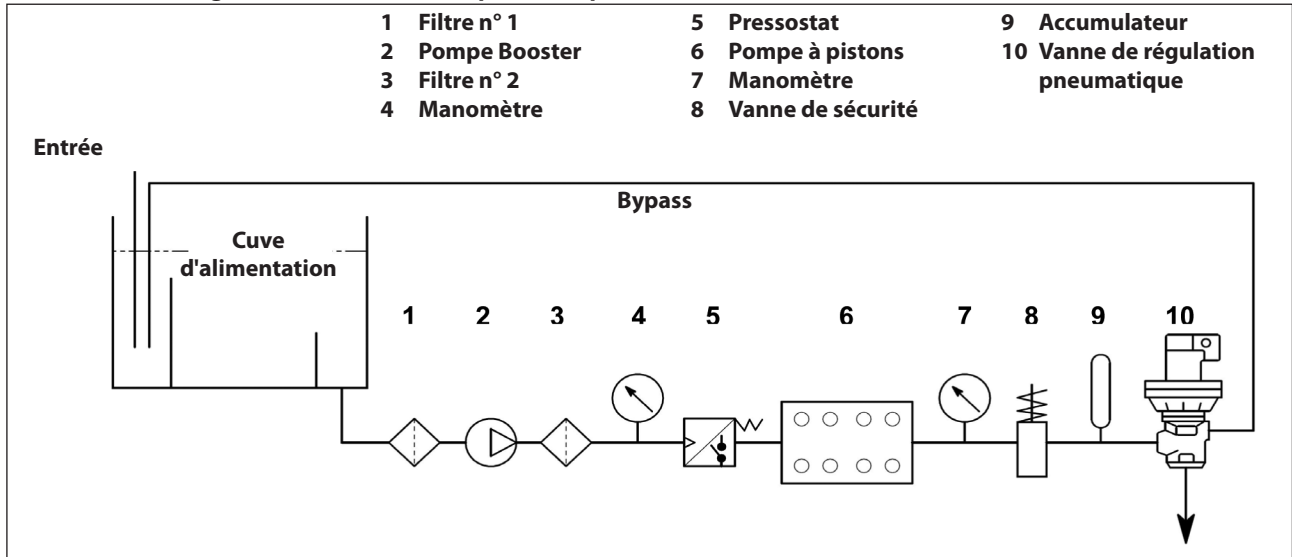 1 Filtre n° 1
2 Pompe Booster
3 Filtre n° 2
4 Manomètre
5 Pressostat
6 Pompe à pistons
7 Manomètre
8 Vanne de sécurité
9 Accumulateur
10 Vanne de régulation
pneumatique
Entrée
Bypass
Cuve
d'alimentation
1 2 3 4 5 6 7 8 9 10